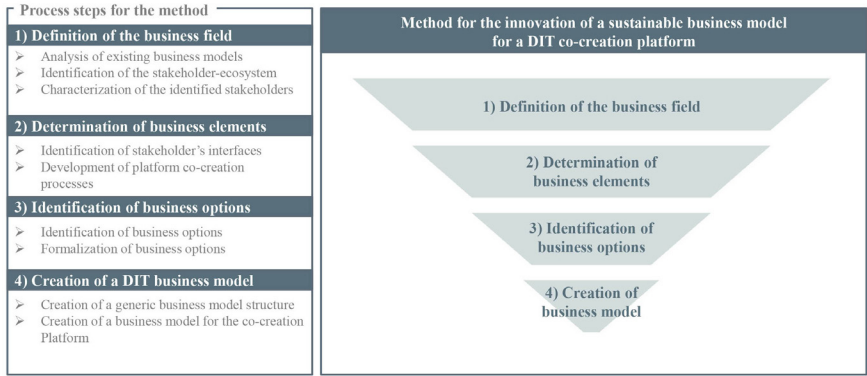 Process steps for the method
1) Definition of the business field
➢ Analysis of existing business models
➢ Identification of the stakeholder-ecosystem
➢ Characterization of the identified stakeholders
2) Determination of business elements
➢ Identification of stakeholder's interfaces
➢ Development of platform co-creation
processes
3) Identification of business options
➢ Identification of business options
➢ Formalization of business options
4) Creation of a DIT business model
➢ Creation of a generic business model structure
➢ Creation of a business model for the co-creation
Platform
Method for the innovation of a sustainable business model
for a DIT co-creation platform
1) Definition of the business field
2) Determination of
business elements
3) Identification of
business options
4) Creation of
business model